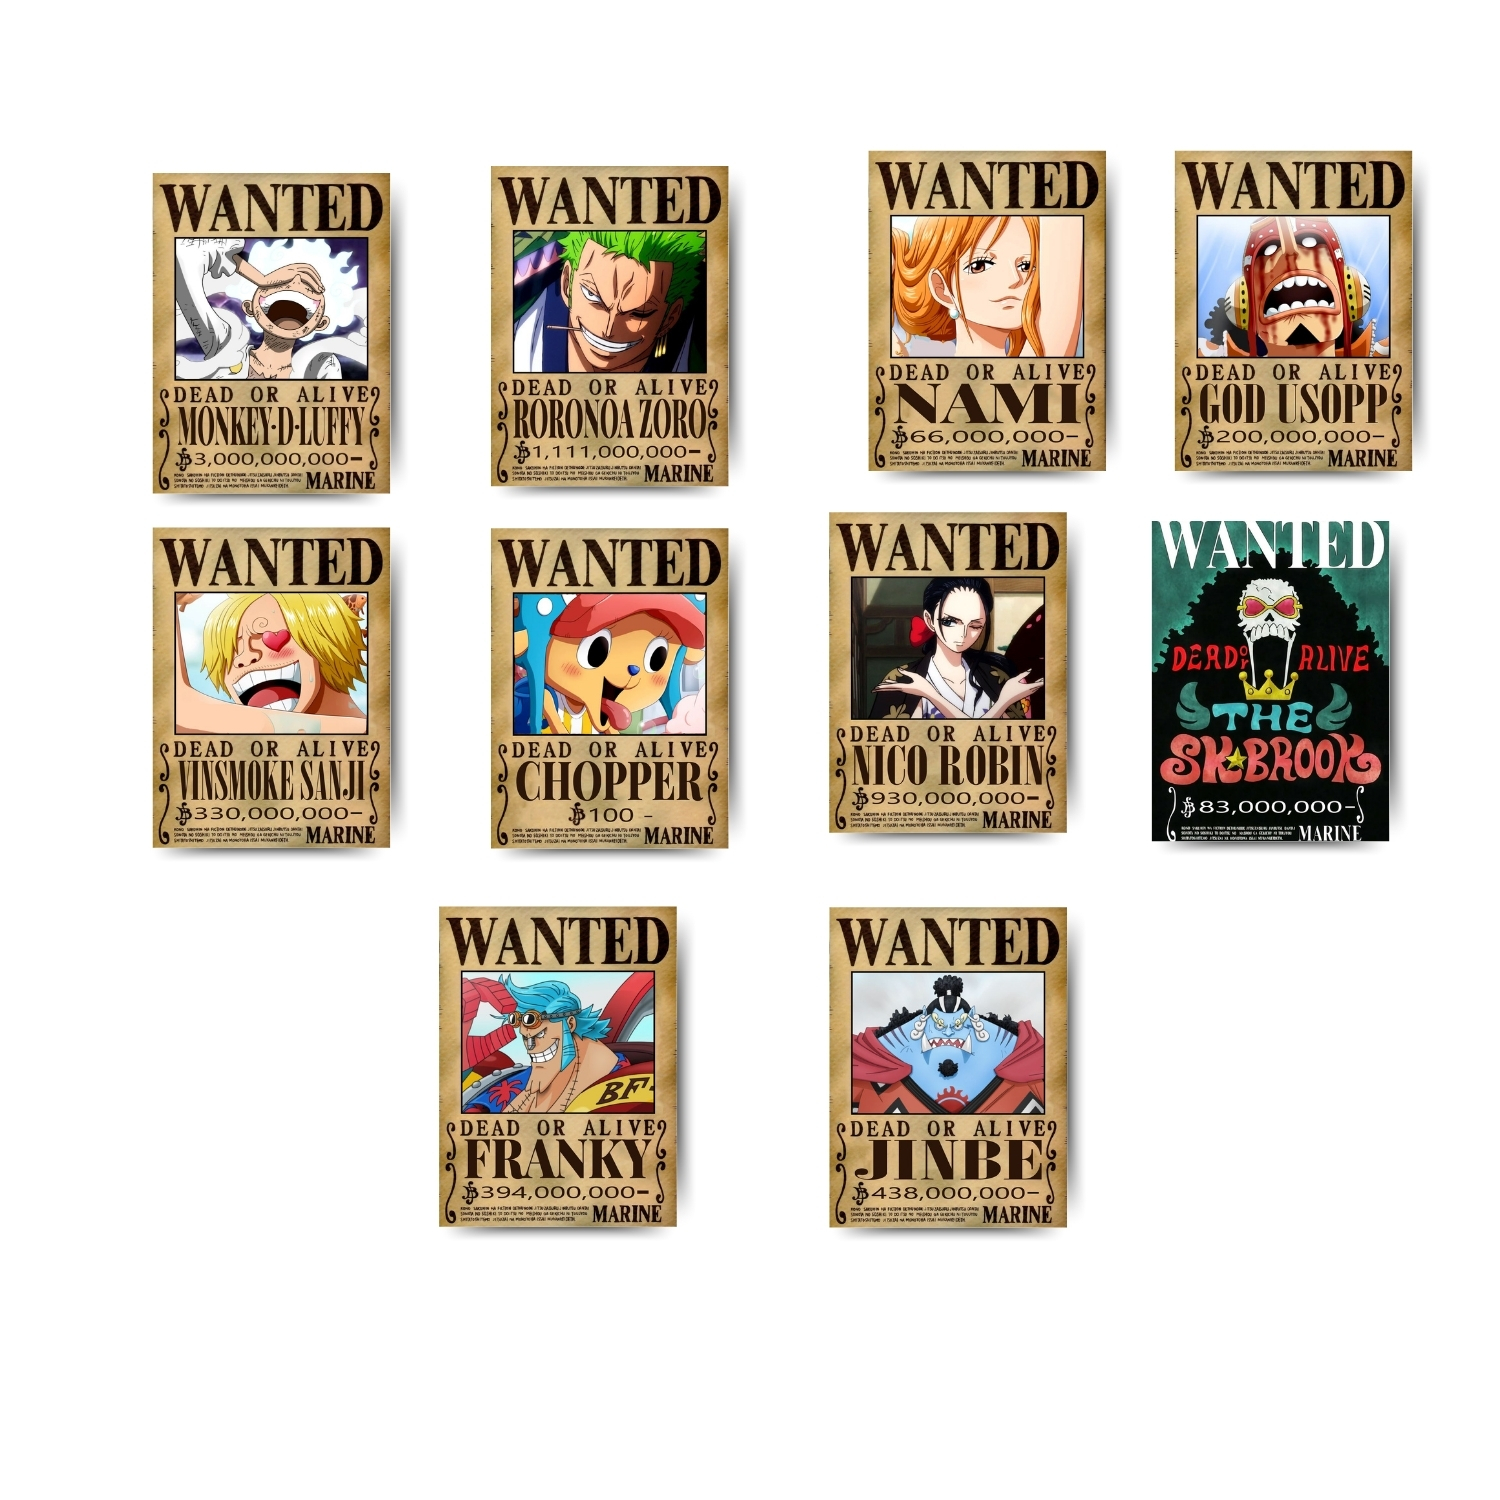 WANTED
DEAD OR ALIVE
MONKEY·D·LUFFY
฿3,000,000,000-
MARINE
WANTED
DEAD OR ALIVE
RORONOA ZORO
฿1,111,000,000-
MARINE
WANTED
DEAD OR ALIVE
NAMI
฿66,000,000-
MARINE
WANTED
DEAD OR ALIVE
GOD USOPP
฿200,000,000-
MARINE
WANTED
DEAD OR ALIVE
VINSMOKE SANJI
฿330,000,000-
MARINE
WANTED
DEAD OR ALIVE
CHOPPER
฿100 -
MARINE
WANTED
DEAD OR ALIVE
NICO ROBIN
฿930,000,000-
MARINE
WANTED
DEAD OR ALIVE
THE
SK★BROOK
฿83,000,000-
MARINE
WANTED
BF
DEAD OR ALIVE
FRANKY
฿394,000,000-
MARINE
WANTED
DEAD OR ALIVE
JINBE
฿438,000,000-
MARINE